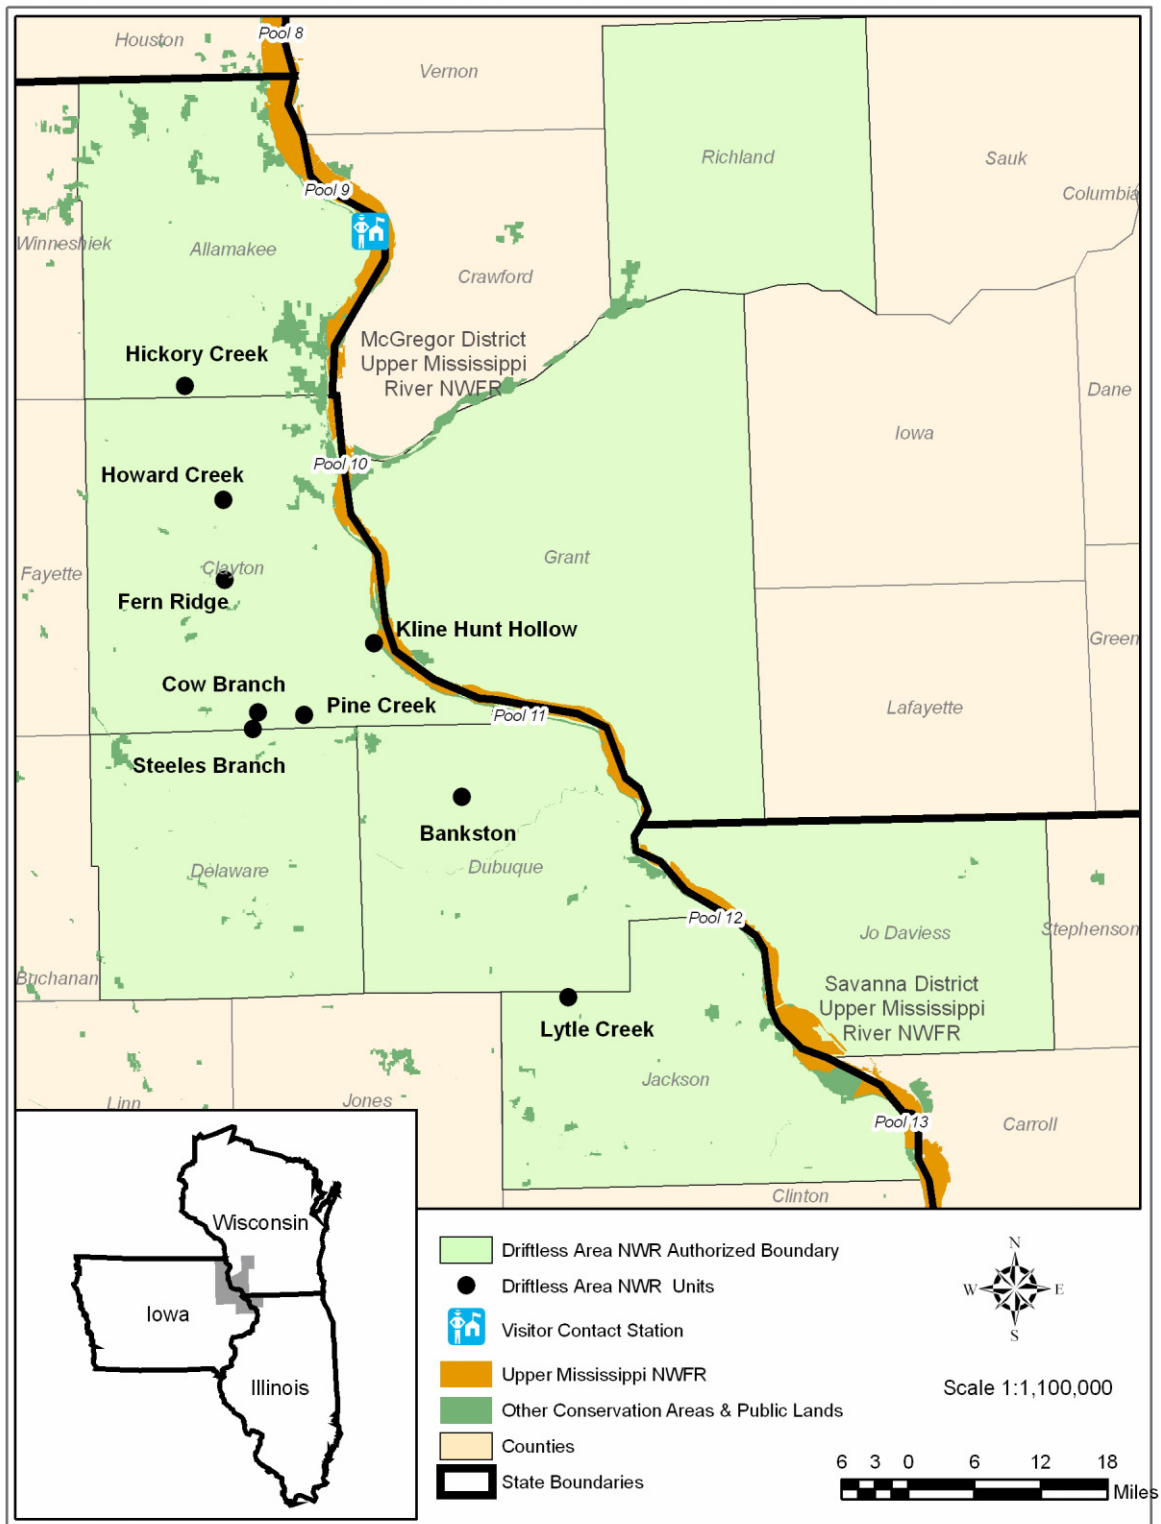 Pool 8
Houston
Vernon
Richland
Sauk
Columbia
Pool 9
Winneshiek
Allamakee
Crawford
McGregor District
Upper Mississippi
River NWFR
Hickory Creek
Dane
Iowa
Pool 10
Howard Creek
Grant
Fayette
Clayton
Fern Ridge
Kline Hunt Hollow
Green
Cow Branch
Pine Creek
Pool 11
Lafayette
Steeles Branch
Bankston
Delaware
Dubuque
Pool 12
Jo Daviess
Stephenson
Buchanan
Savanna District
Upper Mississippi
River NWFR
Lytle Creek
Jackson
Linn
Jones
Pool 13
Carroll
Clinton
Wisconsin
Iowa
Illinois
Driftless Area NWR Authorized Boundary
Driftless Area NWR Units
Visitor Contact Station
Upper Mississippi NWFR
Other Conservation Areas & Public Lands
Counties
State Boundaries
N
W
E
S
Scale 1:1,100,000
6 3 0 6 12 18
Miles